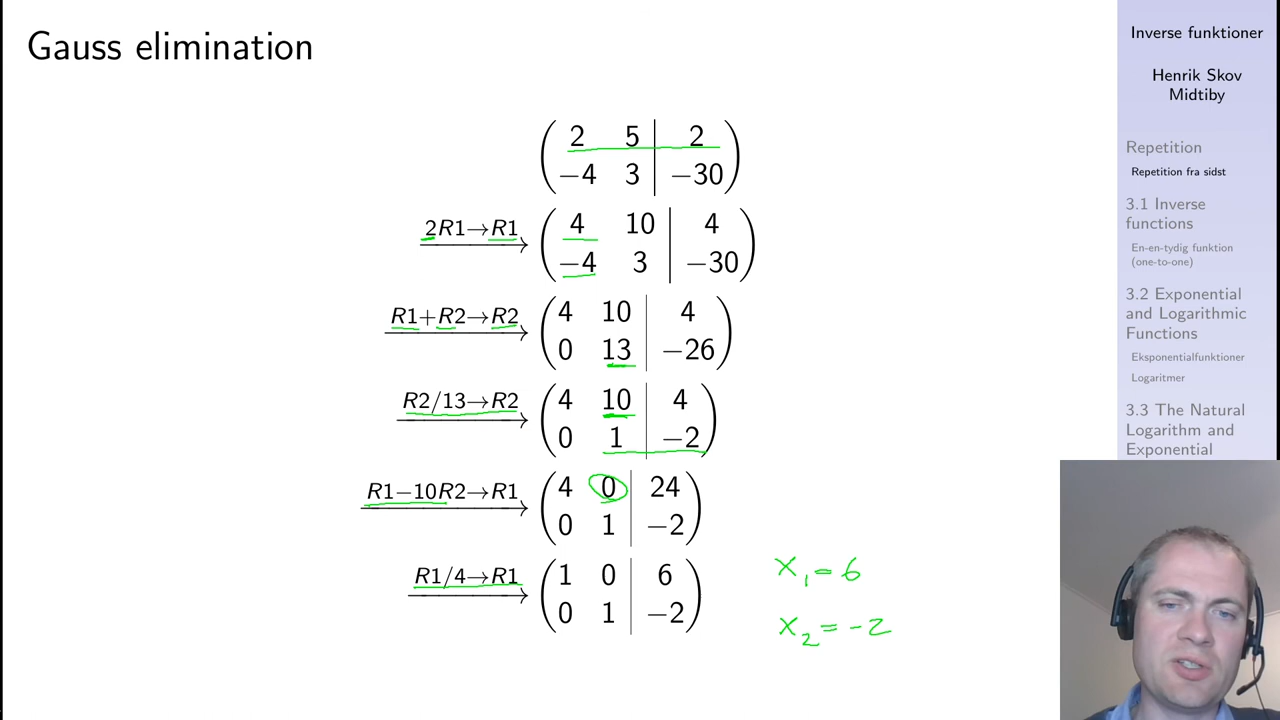 Gauss elimination
2 5 | 2
−4 3 | −30
2R1→R1
4 10 | 4
−4 3 | −30
R1+R2→R2
4 10 | 4
0 13 | −26
R2/13→R2
4 10 | 4
0 1 | −2
R1−10R2→R1
4 0 | 24
0 1 | −2
R1/4→R1
1 0 | 6
0 1 | −2
x₁ = 6
x₂ = -2
Inverse funktioner
Henrik Skov
Midtiby
Repetition
Repetition fra sidst
3.1 Inverse
functions
En-en-tydig funktion
(one-to-one)
3.2 Exponential
and Logarithmic
Functions
Eksponentialfunktioner
Logaritmer
3.3 The Natural
Logarithm and
Exponential